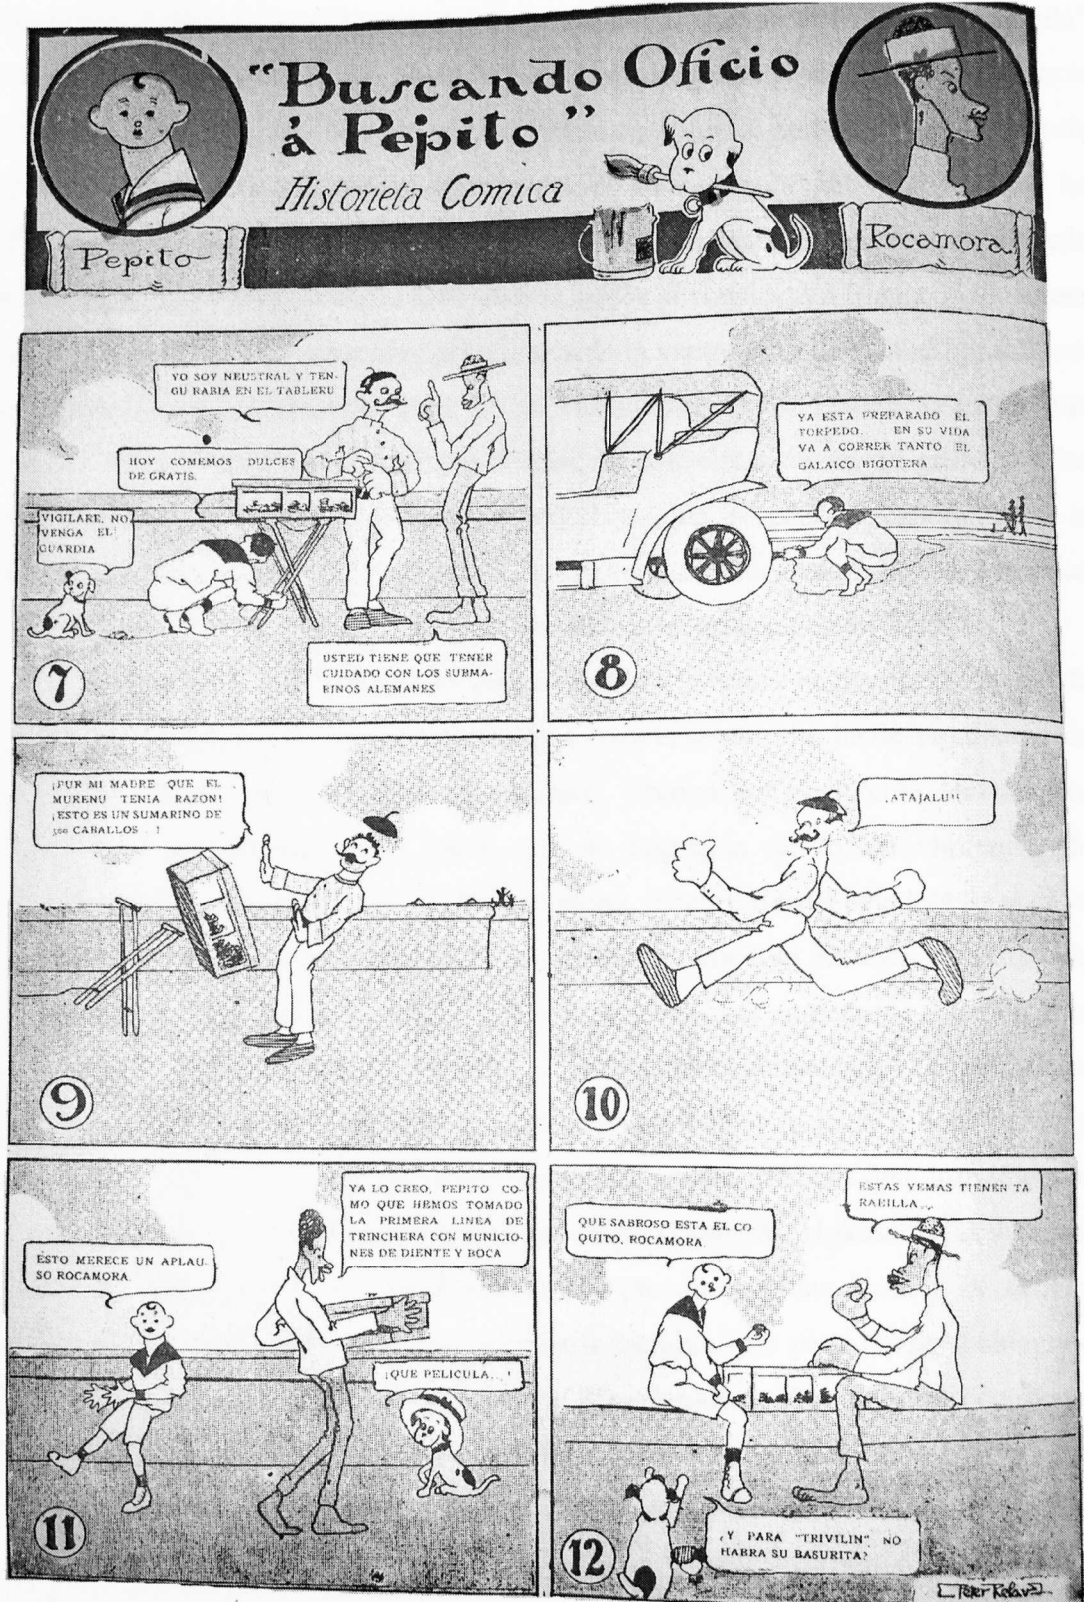 "Buscando Oficio
à Pepito"
Historieta Comica
Pepito
Rocamora
YO SOY NEUSTRAL Y TEN-
GU RABIA EN EL TABLERU
HOY COMEMOS DULCES
DE GRATIS.
VIGILARE, NO
VENGA EL
GUARDIA
USTED TIENE QUE TENER
CUIDADO CON LOS SUBMA-
RINOS ALEMANES
7
YA ESTA PREPARADO EL
TORPEDO. . . EN SU VIDA
VA A CORRER TANTO EL
GALAICO BIGOTERA . . .
8
¡PUR MI MADRE QUE EL
MURENU TENIA RAZON!
¡ESTO ES UN SUMARINO DE
500 CABALLOS . . !
9
¡ATAJALU!!
10
ESTO MERECE UN APLAU-
SO ROCAMORA.
YA LO CREO, PEPITO CO-
MO QUE HEMOS TOMADO
LA PRIMERA LINEA DE
TRINCHERA CON MUNICIO-
NES DE DIENTE Y BOCA
¡QUE PELICULA. . . !
11
QUE SABROSO ESTA EL CO
QUITO, ROCAMORA.
ESTAS YEMAS TIENEN TA
¿Y PARA "TRIVILIN" NO
HABRA SU BASURITA?
12
Peter